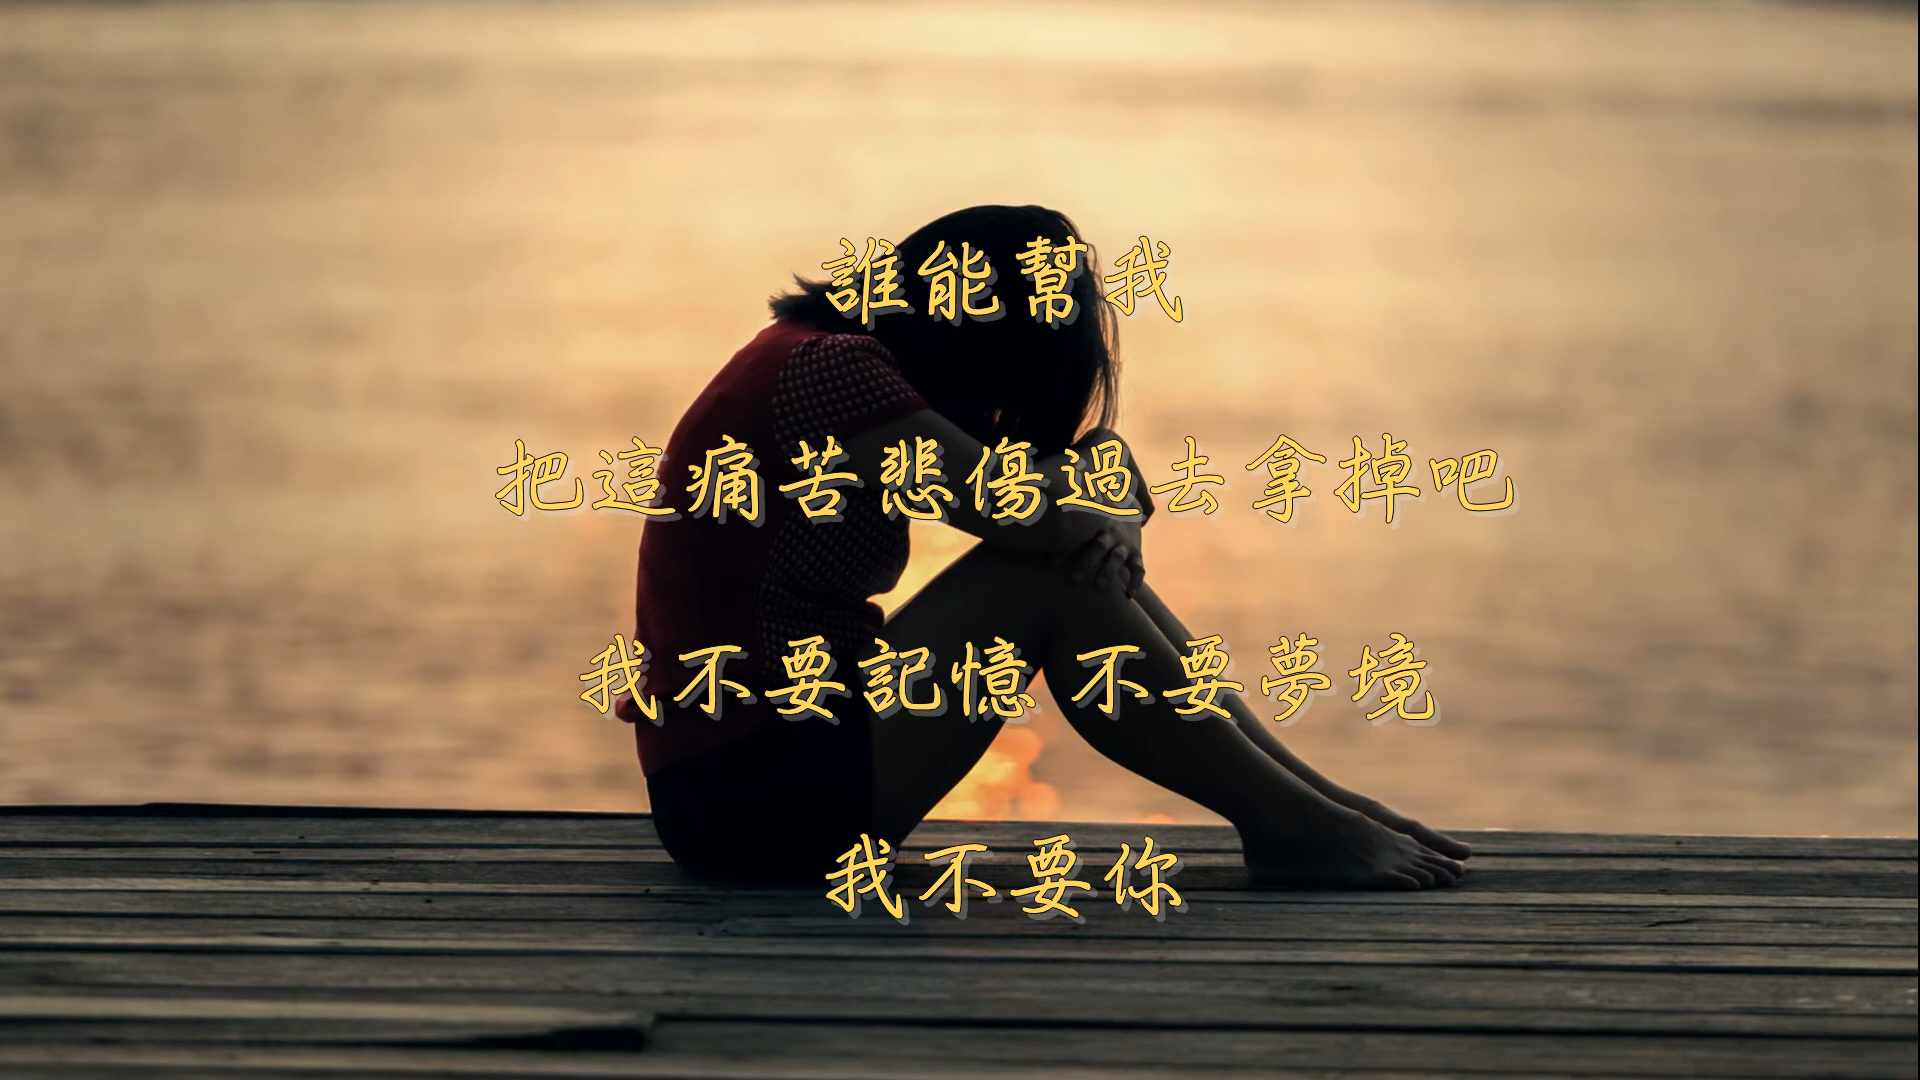 誰能幫我
把這痛苦悲傷過去拿掉吧
我不要記憶 不要夢境
我不要你